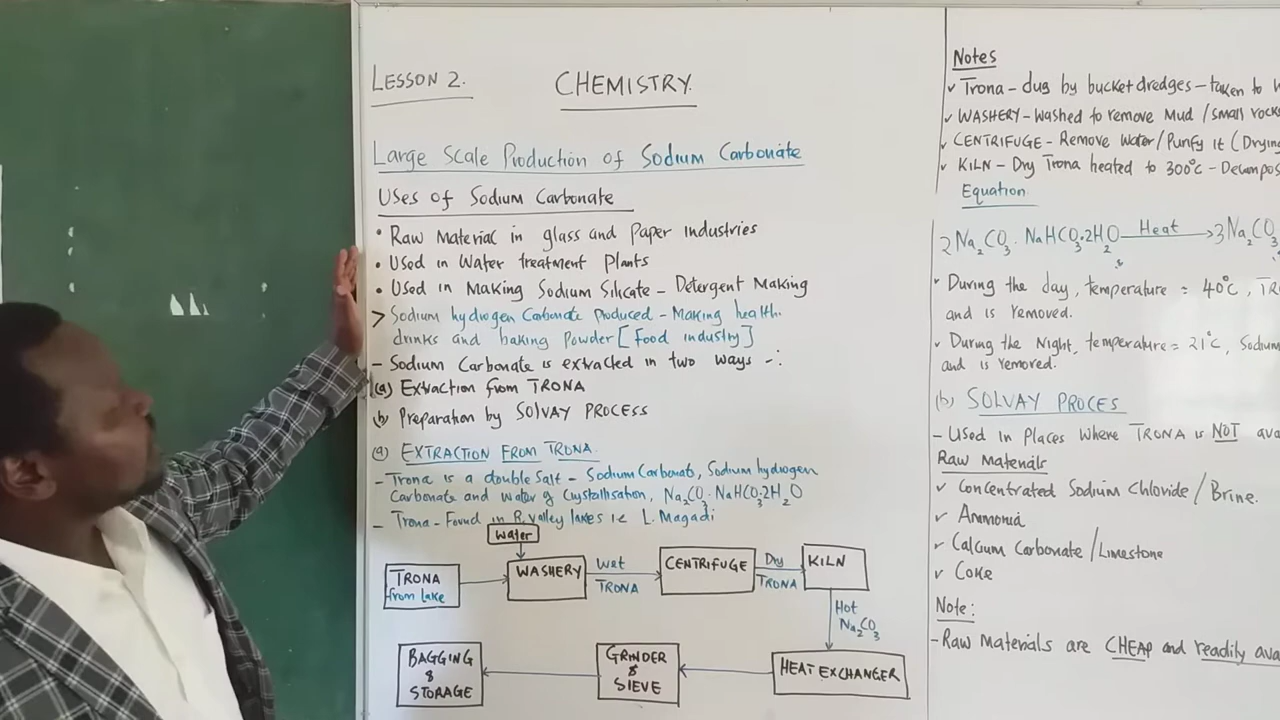 LESSON 2.
CHEMISTRY.
Large Scale Production of Sodium Carbonate
Uses of Sodium Carbonate
• Raw Material in glass and Paper Industries
• Used in Water treatment Plants
• Used in Making Sodium Silicate - Detergent Making
> Sodium hydrogen Carbonate Produced - Making health
drinks and baking Powder [food industry]
- Sodium Carbonate is extracted in two ways -:
(a) Extraction from TRONA
(b) Preparation by SOLVAY PROCESS
(a) EXTRACTION FROM TRONA.
- Trona is a double Salt - Sodium Carbonate, Sodium hydrogen
Carbonate and Water of Crystallisation, Na₂CO₃.NaHCO₃.2H₂O
- Trona - Found in R.Valley lakes i.e L. Magadi
Water
TRONA
from lake
WASHERY
Wet
TRONA
CENTRIFUGE
Dry
TRONA
KILN
Hot
Na₂CO₃
HEAT EXCHANGER
GRINDER
&
SIEVE
BAGGING
&
STORAGE
Notes
✓ Trona - dug by bucket dredges - taken to
✓ WASHERY - Washed to remove Mud / small rocks
✓ CENTRIFUGE - Remove Water / Purify it (Drying
✓ KILN - Dry Trona heated to 300°C -
Equation
2Na₂CO₃.NaHCO₃.2H₂O Heat → 3Na₂CO₃
✓ During the day, temperature = 40°C,
and is removed.
✓ During the Night, temperature = 21°C,
and is removed.
(b) SOLVAY PROCES
- Used in Places where TRONA is NOT
Raw Materials
✓ Concentrated Sodium Chloride / Brine.
✓ Ammonia
✓ Calcium Carbonate / Limestone
✓ Coke
Note:
- Raw Materials are CHEAP and readily